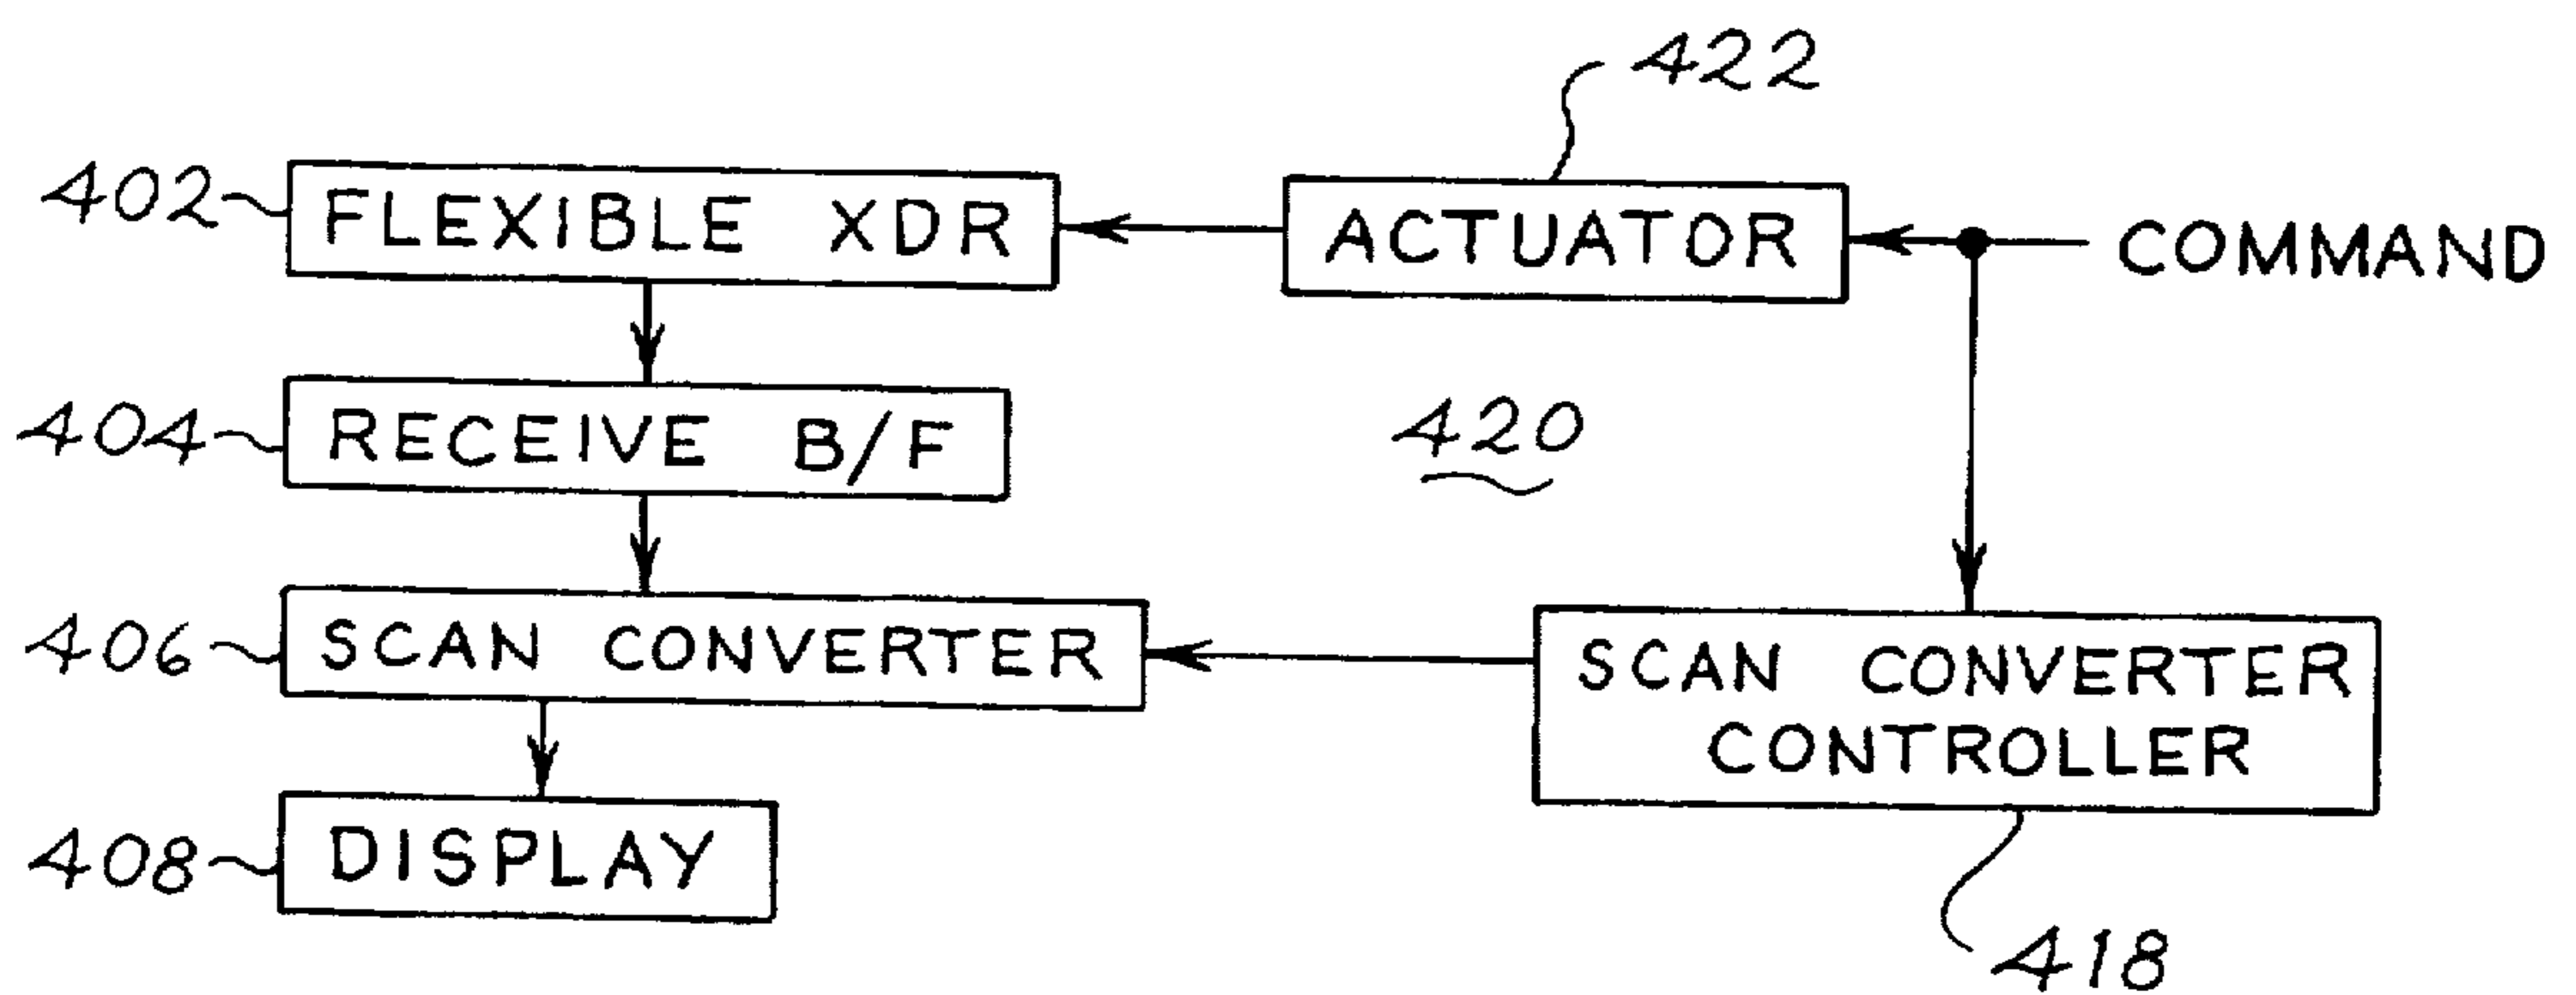 422
402
FLEXIBLE XDR
ACTUATOR
COMMAND
404
RECEIVE B/F
420
406
SCAN CONVERTER
SCAN CONVERTER
CONTROLLER
408
DISPLAY
418